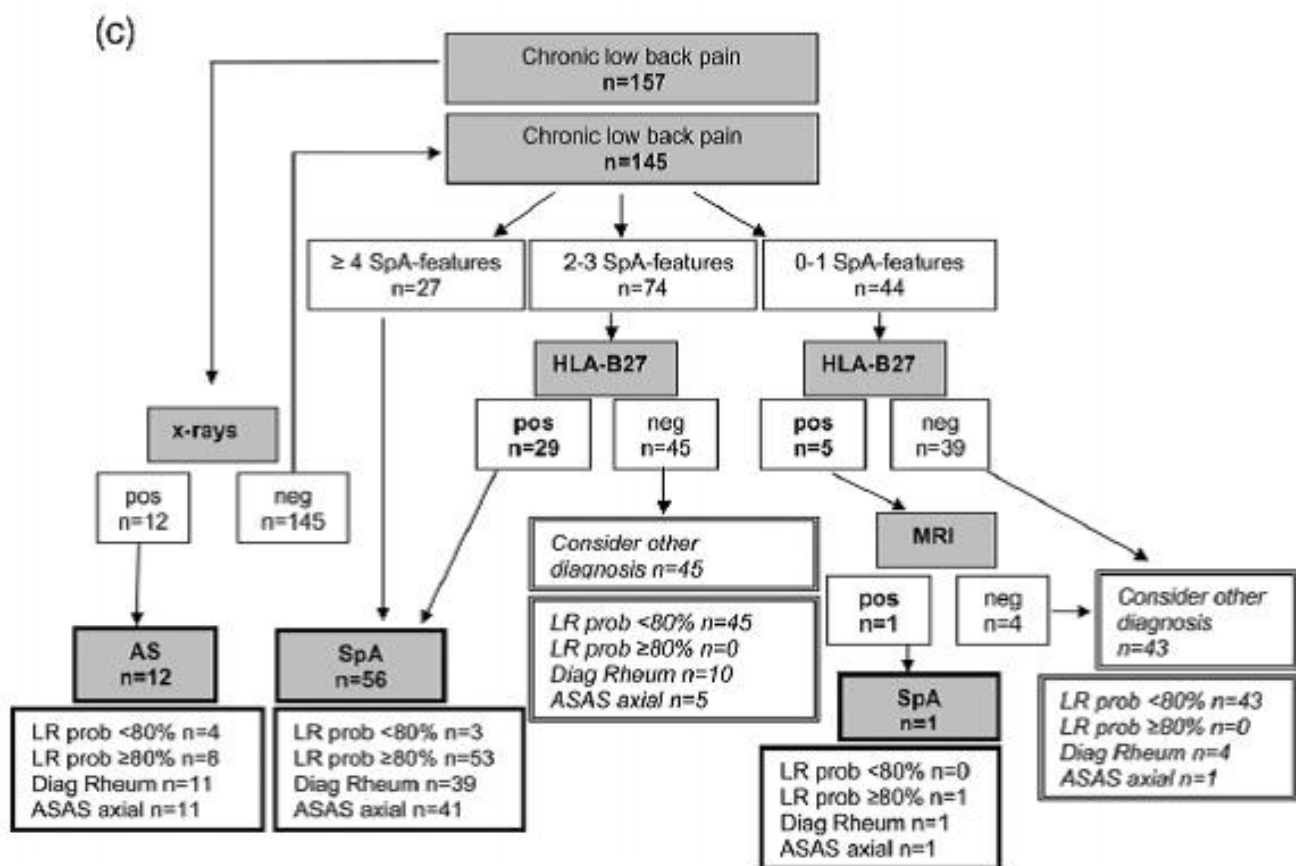 (c)
Chronic low back pain
n=157
Chronic low back pain
n=145
≥ 4 SpA-features
n=27
2-3 SpA-features
n=74
0-1 SpA-features
n=44
HLA-B27
HLA-B27
pos
n=29
neg
n=45
pos
n=5
neg
n=39
x-rays
pos
n=12
neg
n=145
MRI
Consider other
diagnosis n=45
pos
n=1
neg
n=4
Consider other
diagnosis
n=43
AS
n=12
SpA
n=56
LR prob <80% n=45
LR prob ≥80% n=0
Diag Rheum n=10
ASAS axial n=5
SpA
n=1
LR prob <80% n=4
LR prob ≥80% n=8
Diag Rheum n=11
ASAS axial n=11
LR prob <80% n=3
LR prob ≥80% n=53
Diag Rheum n=39
ASAS axial n=41
LR prob <80% n=0
LR prob ≥80% n=1
Diag Rheum n=1
ASAS axial n=1
LR prob <80% n=43
LR prob ≥80% n=0
Diag Rheum n=4
ASAS axial n=1